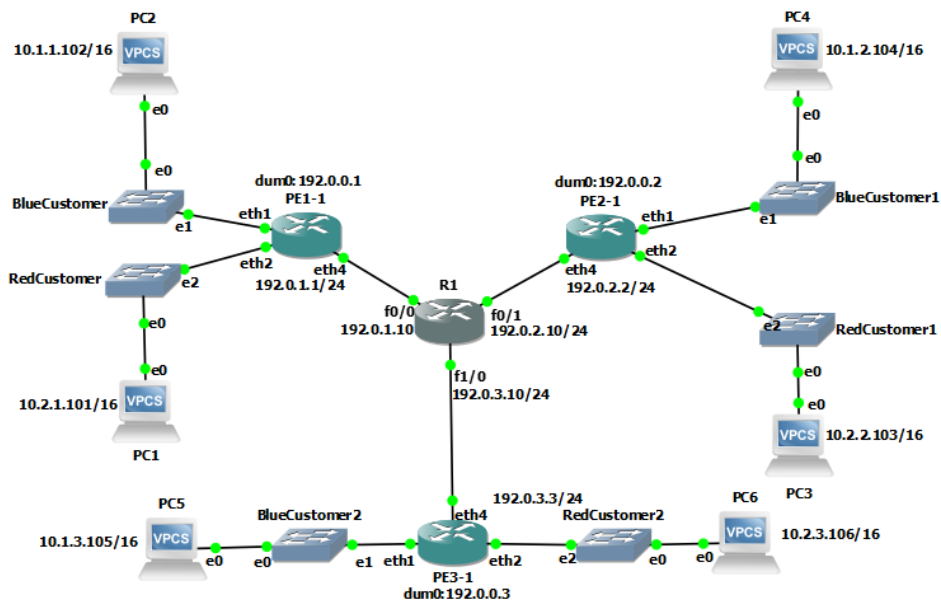 PC2
10.1.1.102/16
VPCS
e0
e0
BlueCustomer
e1
dum0:192.0.0.1
PE1-1
eth1
eth2
eth4
192.0.1.1/24
RedCustomer
e2
e0
e0
10.2.1.101/16
VPCS
PC1
PC4
10.1.2.104/16
VPCS
e0
e0
BlueCustomer1
e1
dum0:192.0.0.2
PE2-1
eth1
eth2
eth4
192.0.2.2/24
R1
f0/0
192.0.1.10
f0/1
192.0.2.10/24
f1/0
192.0.3.10/24
e2
RedCustomer1
e0
e0
VPCS
10.2.2.103/16
PC3
PC5
10.1.3.105/16
VPCS
e0
e0
BlueCustomer2
e1
eth1
eth4
192.0.3.3/24
eth2
PE3-1
dum0:192.0.0.3
RedCustomer2
e2
e0
e0
PC6
VPCS
10.2.3.106/16